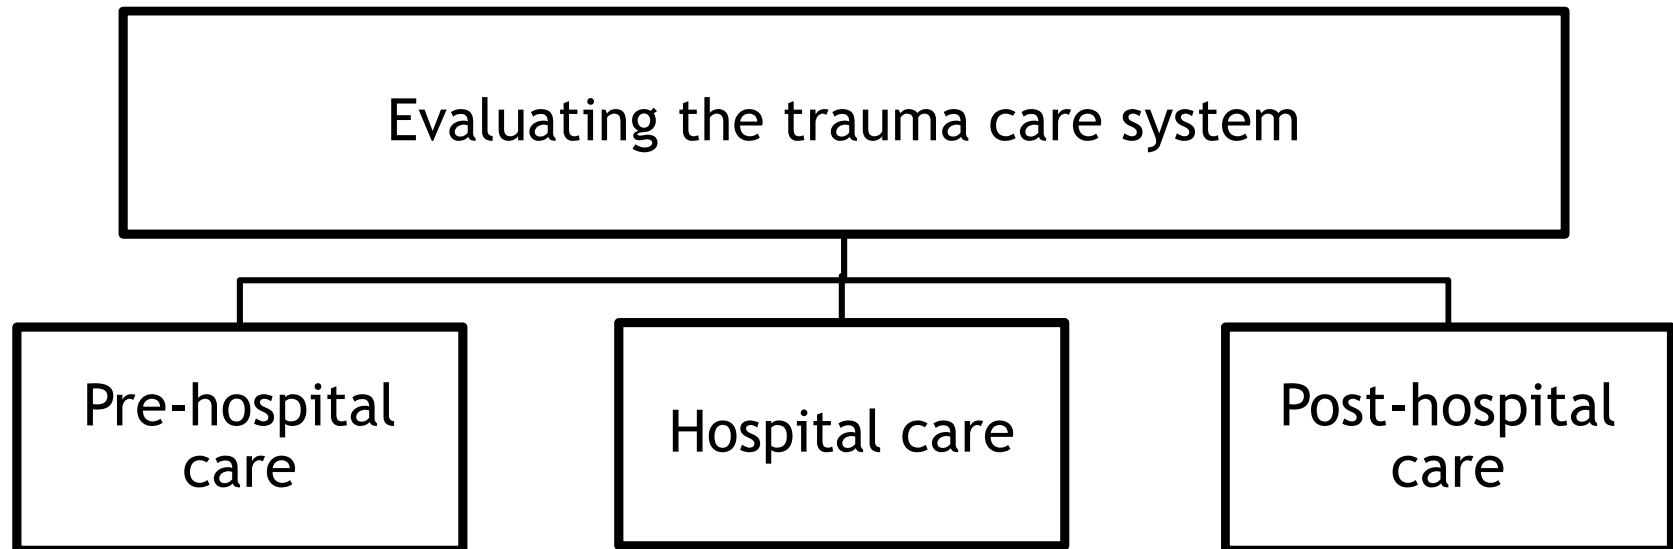 Evaluating the trauma care system
Pre-hospital
care
Hospital care
Post-hospital
care